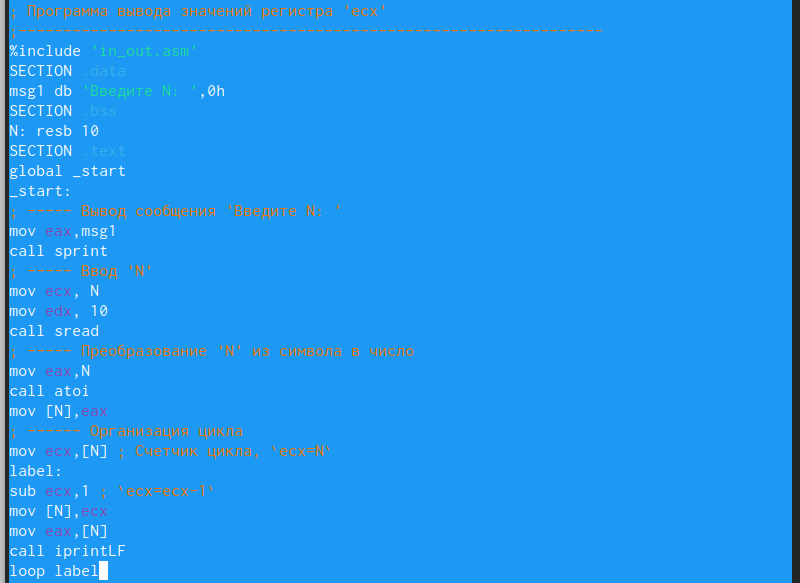 ; Программа вывода значений регистра 'ecx'
;-----------------------------------------------------------------
%include 'in_out.asm'
SECTION .data
msg1 db 'Введите N: ',0h
SECTION .bss
N: resb 10
SECTION .text
global _start
_start:
; ----- Вывод сообщения 'Введите N: '
mov eax,msg1
call sprint
; ----- Ввод 'N'
mov ecx, N
mov edx, 10
call sread
; ----- Преобразование 'N' из символа в число
mov eax,N
call atoi
mov [N],eax
; ------ Организация цикла
mov ecx,[N] ; Счетчик цикла, `ecx=N`
label:
sub ecx,1 ; `ecx=ecx-1`
mov [N],ecx
mov eax,[N]
call iprintLF
loop label